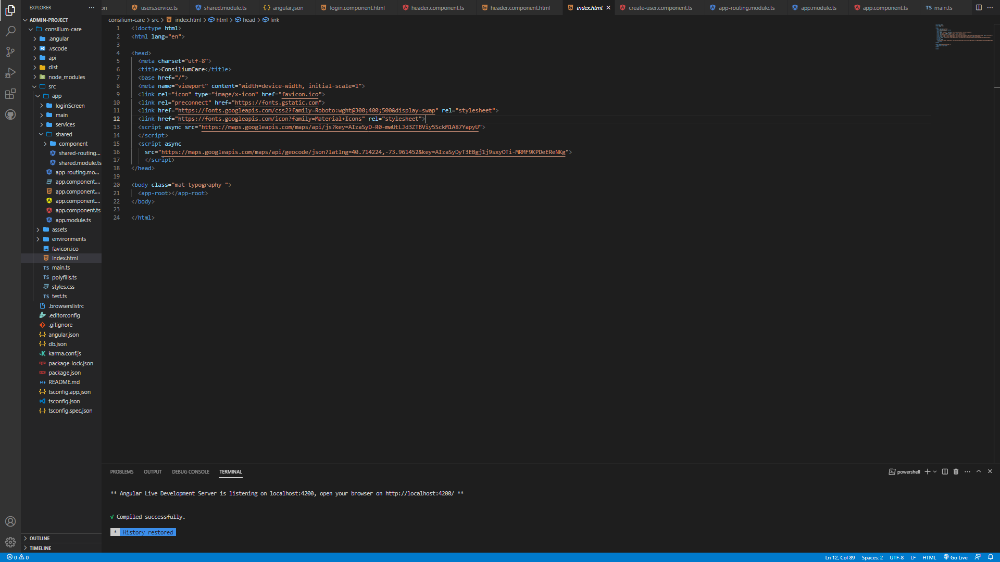 EXPLORER
ADMIN-PROJECT
consilium-care
.angular
.vscode
api
dist
node_modules
src
app
loginScreen
main
services
shared
component
shared-routing...
shared.module.ts
app-routing.mo...
app.component....
app.component....
app.component....
app.component.ts
app.module.ts
assets
environments
favicon.ico
index.html
TS main.ts
TS polyfills.ts
styles.css
TS test.ts
.browserslistrc
.editorconfig
.gitignore
angular.json
db.json
karma.conf.js
package-lock.json
package.json
README.md
tsconfig.app.json
tsconfig.json
tsconfig.spec.json
OUTLINE
TIMELINE
on users.service.ts shared.module.ts angular.json login.component.html header.component.ts header.component.html index.html create-user.component.ts app-routing.module.ts app.module.ts app.component.ts TS main.ts
consilium-care > src > index.html > html > head > link
1 <!doctype html>
2 <html lang="en">
3
4 <head>
5 <meta charset="utf-8">
6 <title>ConsiliumCare</title>
7 <base href="/">
8 <meta name="viewport" content="width=device-width, initial-scale=1">
9 <link rel="icon" type="image/x-icon" href="favicon.ico">
10 <link rel="preconnect" href="https://fonts.gstatic.com">
11 <link href="https://fonts.googleapis.com/css2?family=Roboto:wght@300;400;500&display=swap" rel="stylesheet">
12 <link href="https://fonts.googleapis.com/icon?family=Material+Icons" rel="stylesheet">
13 <script async src="https://maps.googleapis.com/maps/api/js?key=AIzaSyD-R0-mwUtLJd3ZTBViy5SckM1A87YapyU">
14 </script>
15 <script async
16 src="https://maps.googleapis.com/maps/api/geocode/json?latlng=40.714224,-73.961452&key=AIzaSyDyT3EBgj1j9sxyOTi-MRMF9KPDeEReNKg">
17 </script>
18 </head>
19
20 <body class="mat-typography ">
21 <app-root></app-root>
22 </body>
23
24 </html>
PROBLEMS OUTPUT DEBUG CONSOLE TERMINAL
powershell
** Angular Live Development Server is listening on localhost:4200, open your browser on http://localhost:4200/ **
√ Compiled successfully.
* History restored
0 0
Ln 12, Col 89 Spaces: 2 UTF-8 LF HTML Go Live